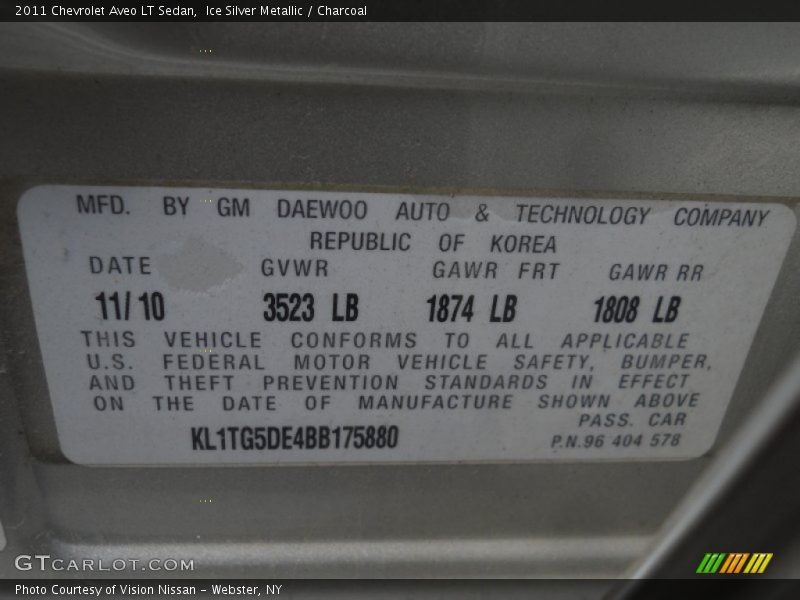 2011 Chevrolet Aveo LT Sedan,  Ice Silver Metallic / Charcoal
MFD. BY GM DAEWOO AUTO & TECHNOLOGY COMPANY
REPUBLIC OF KOREA
DATE GVWR GAWR FRT GAWR RR
11/10 3523 LB 1874 LB 1808 LB
THIS VEHICLE CONFORMS TO ALL APPLICABLE
U.S. FEDERAL MOTOR VEHICLE SAFETY, BUMPER,
AND THEFT PREVENTION STANDARDS IN EFFECT
ON THE DATE OF MANUFACTURE SHOWN ABOVE
PASS. CAR
KL1TG5DE4BB175880 P.N.96 404 578
GTCARLOT.COM
Photo Courtesy of Vision Nissan - Webster, NY